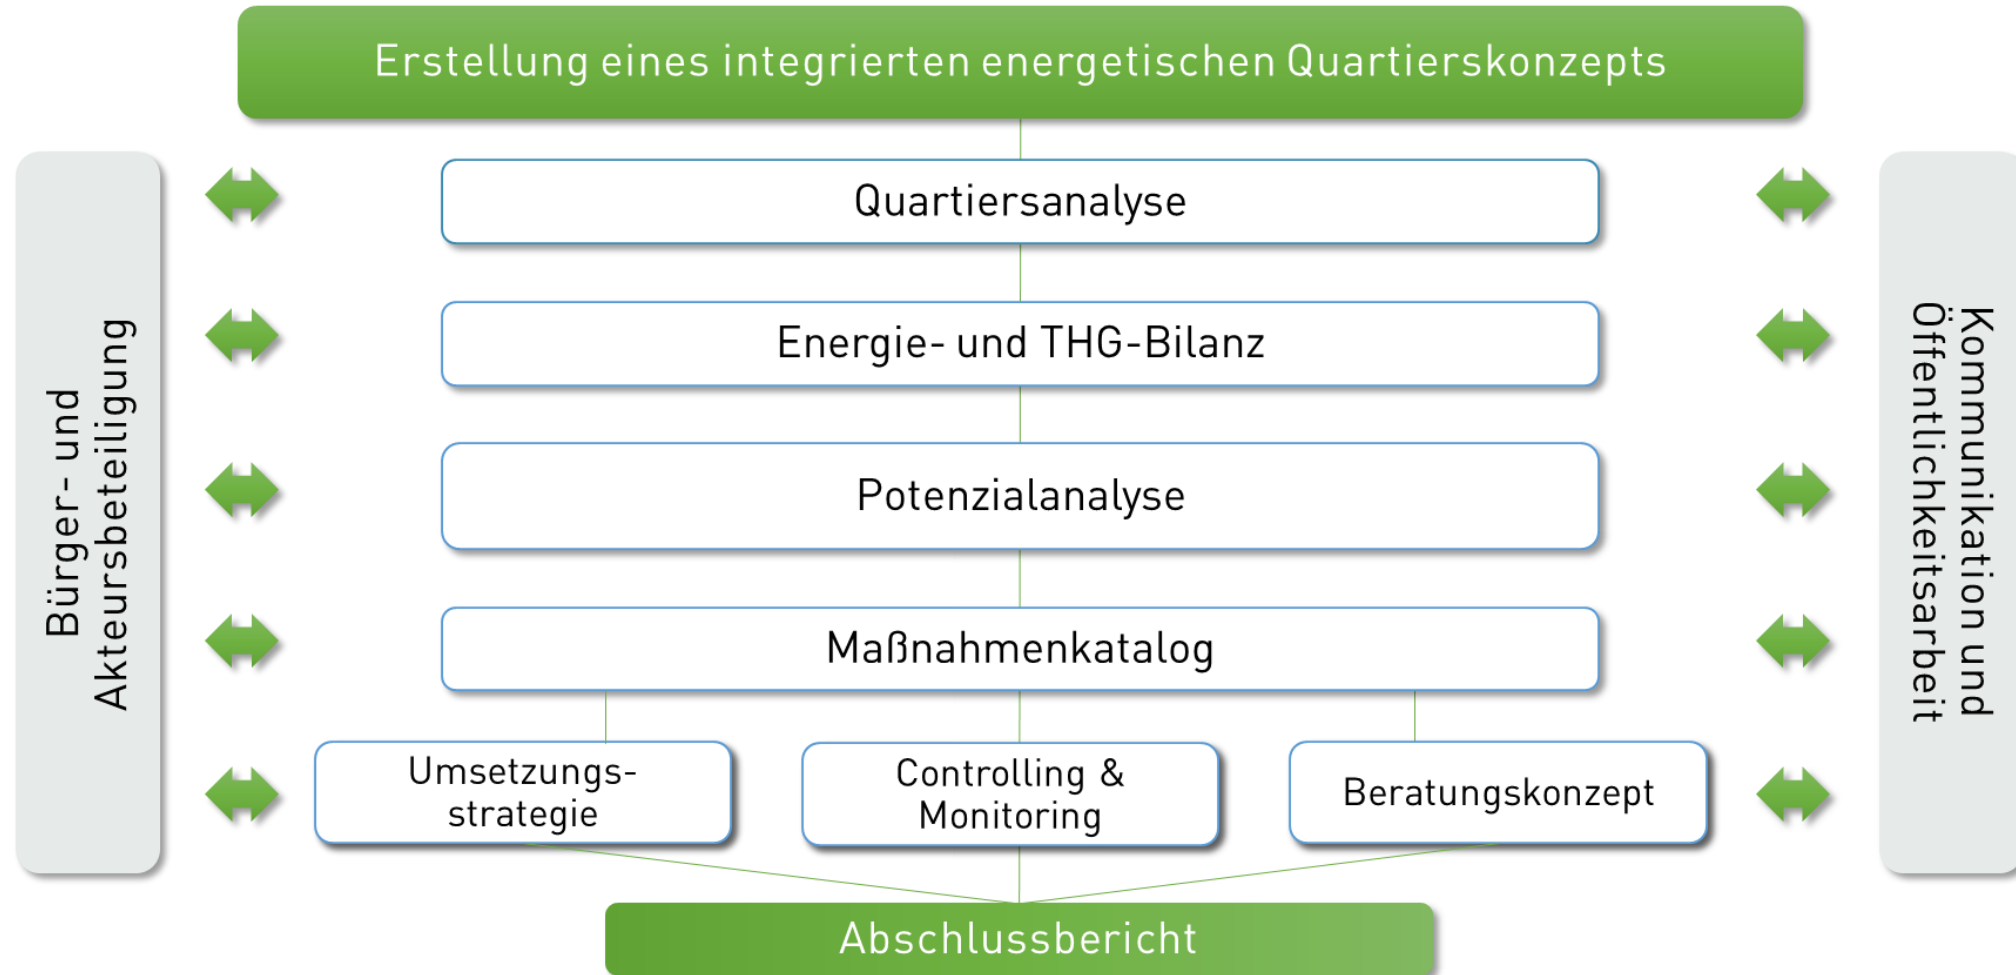 Erstellung eines integrierten energetischen Quartierskonzepts
Bürger- und
Akteursbeteiligung
Quartiersanalyse
Energie- und THG-Bilanz
Potenzialanalyse
Maßnahmenkatalog
Umsetzungs-
strategie
Controlling &
Monitoring
Beratungskonzept
Kommunikation und
Öffentlichkeitsarbeit
Abschlussbericht